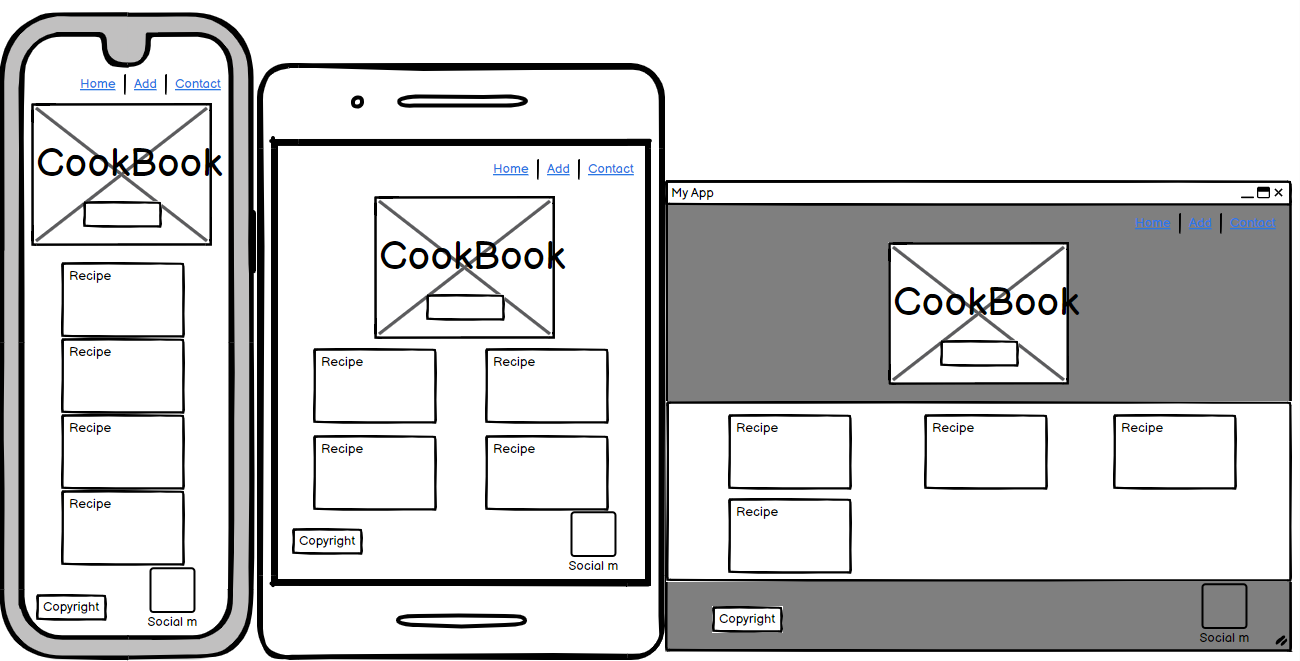 Home Add Contact
CookBook
Recipe
Recipe
Recipe
Recipe
Copyright
Social m
Home Add Contact
CookBook
Recipe Recipe
Recipe Recipe
Copyright
Social m
My App
Home Add Contact
CookBook
Recipe Recipe Recipe
Recipe
Copyright
Social m